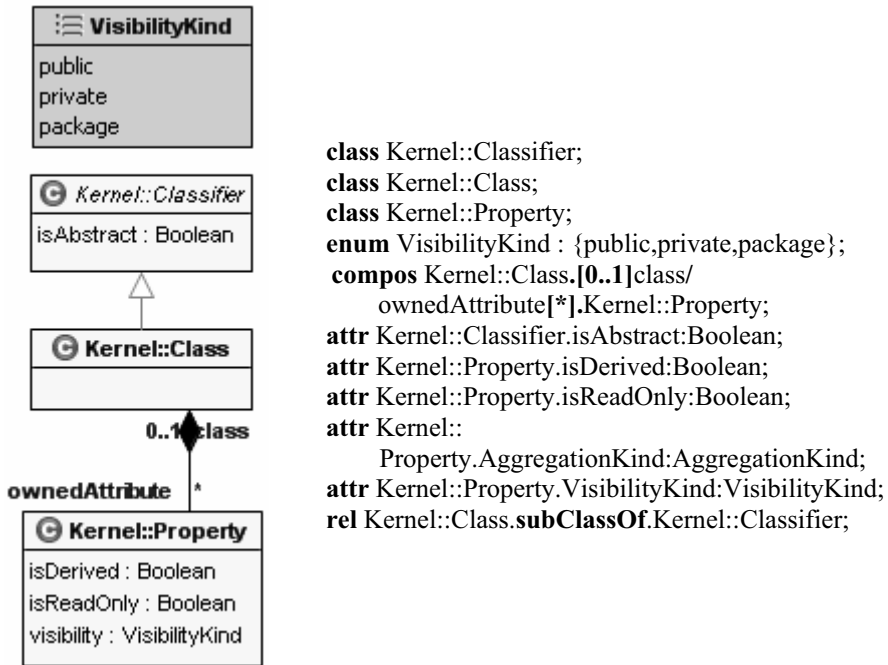 VisibilityKind
public
private
package
Kernel::Classifier
isAbstract : Boolean
Kernel::Class
0..1 class
ownedAttribute *
Kernel::Property
isDerived : Boolean
isReadOnly : Boolean
visibility : VisibilityKind
class Kernel::Classifier;
class Kernel::Class;
class Kernel::Property;
enum VisibilityKind : {public,private,package};
compos Kernel::Class.[0..1]class/
ownedAttribute[*].Kernel::Property;
attr Kernel::Classifier.isAbstract:Boolean;
attr Kernel::Property.isDerived:Boolean;
attr Kernel::Property.isReadOnly:Boolean;
attr Kernel::
Property.AggregationKind:AggregationKind;
attr Kernel::Property.VisibilityKind:VisibilityKind;
rel Kernel::Class.subClassOf.Kernel::Classifier;